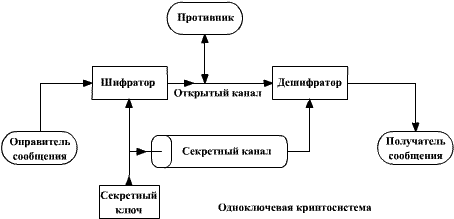 Противник
Шифратор
Открытый канал
Дешифратор
Оправитель
сообщения
Секретный канал
Получатель
сообщения
Секретный
ключ
Одноключевая криптосистема